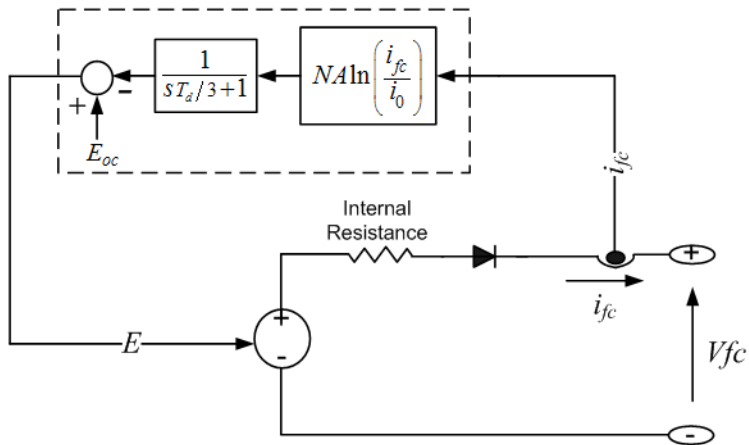 1
sT_d/3+1
NA ln(i_fc/i_0)
+
-
E_oc
i_fc
Internal
Resistance
+
i_fc
+
-
E
Vfc
-